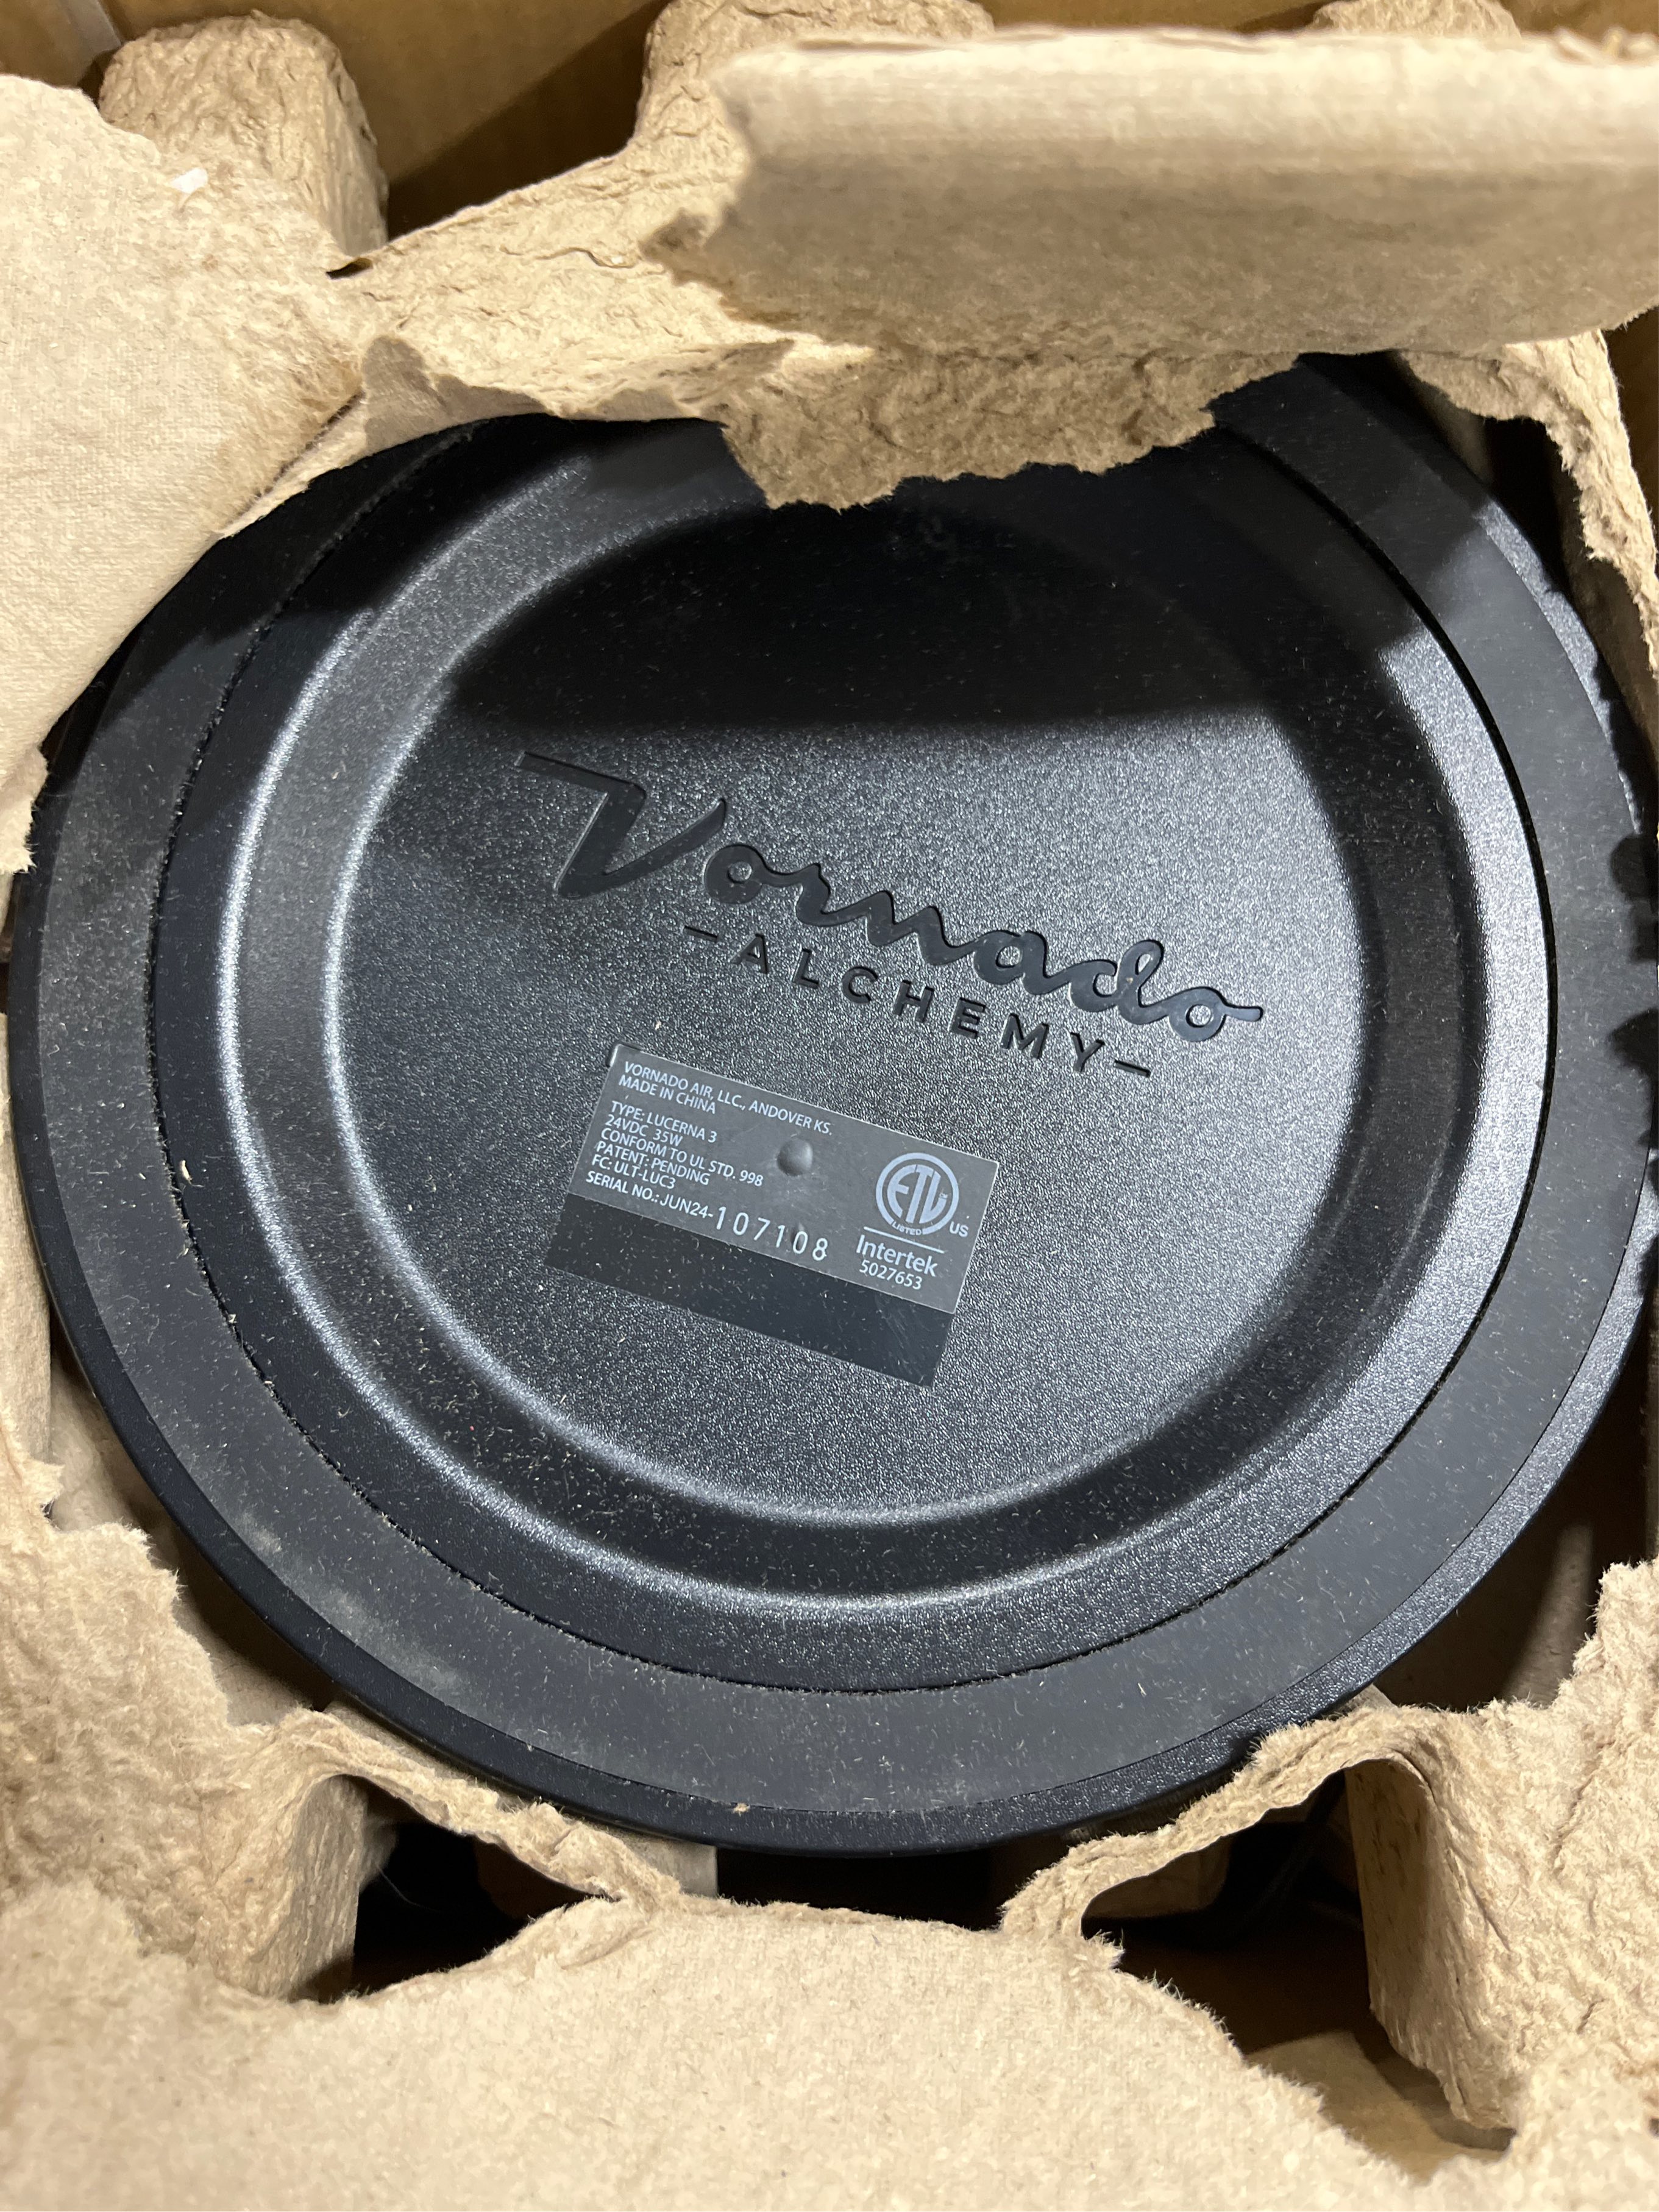 Vornado
–ALCHEMY–
VORNADO AIR, LLC., ANDOVER KS.
MADE IN CHINA
TYPE: LUCERNA 3
24VDC 35W
CONFORM TO UL STD. 998
PATENT: PENDING
FC: ULT-LUC3
SERIAL NO.: JUN24-107108
ETL
LISTED
US
Intertek
5027653